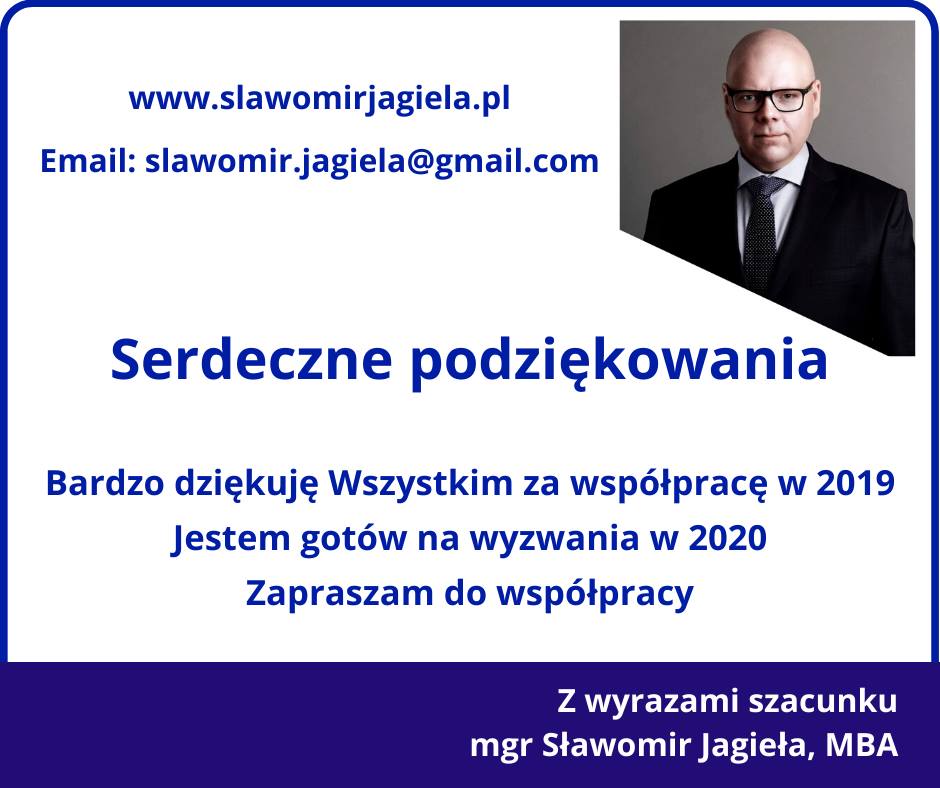 www.slawomirjagiela.pl
Email: slawomir.jagiela@gmail.com
Serdeczne podziękowania
Bardzo dziękuję Wszystkim za współpracę w 2019
Jestem gotów na wyzwania w 2020
Zapraszam do współpracy
Z wyrazami szacunku
mgr Sławomir Jagieła, MBA